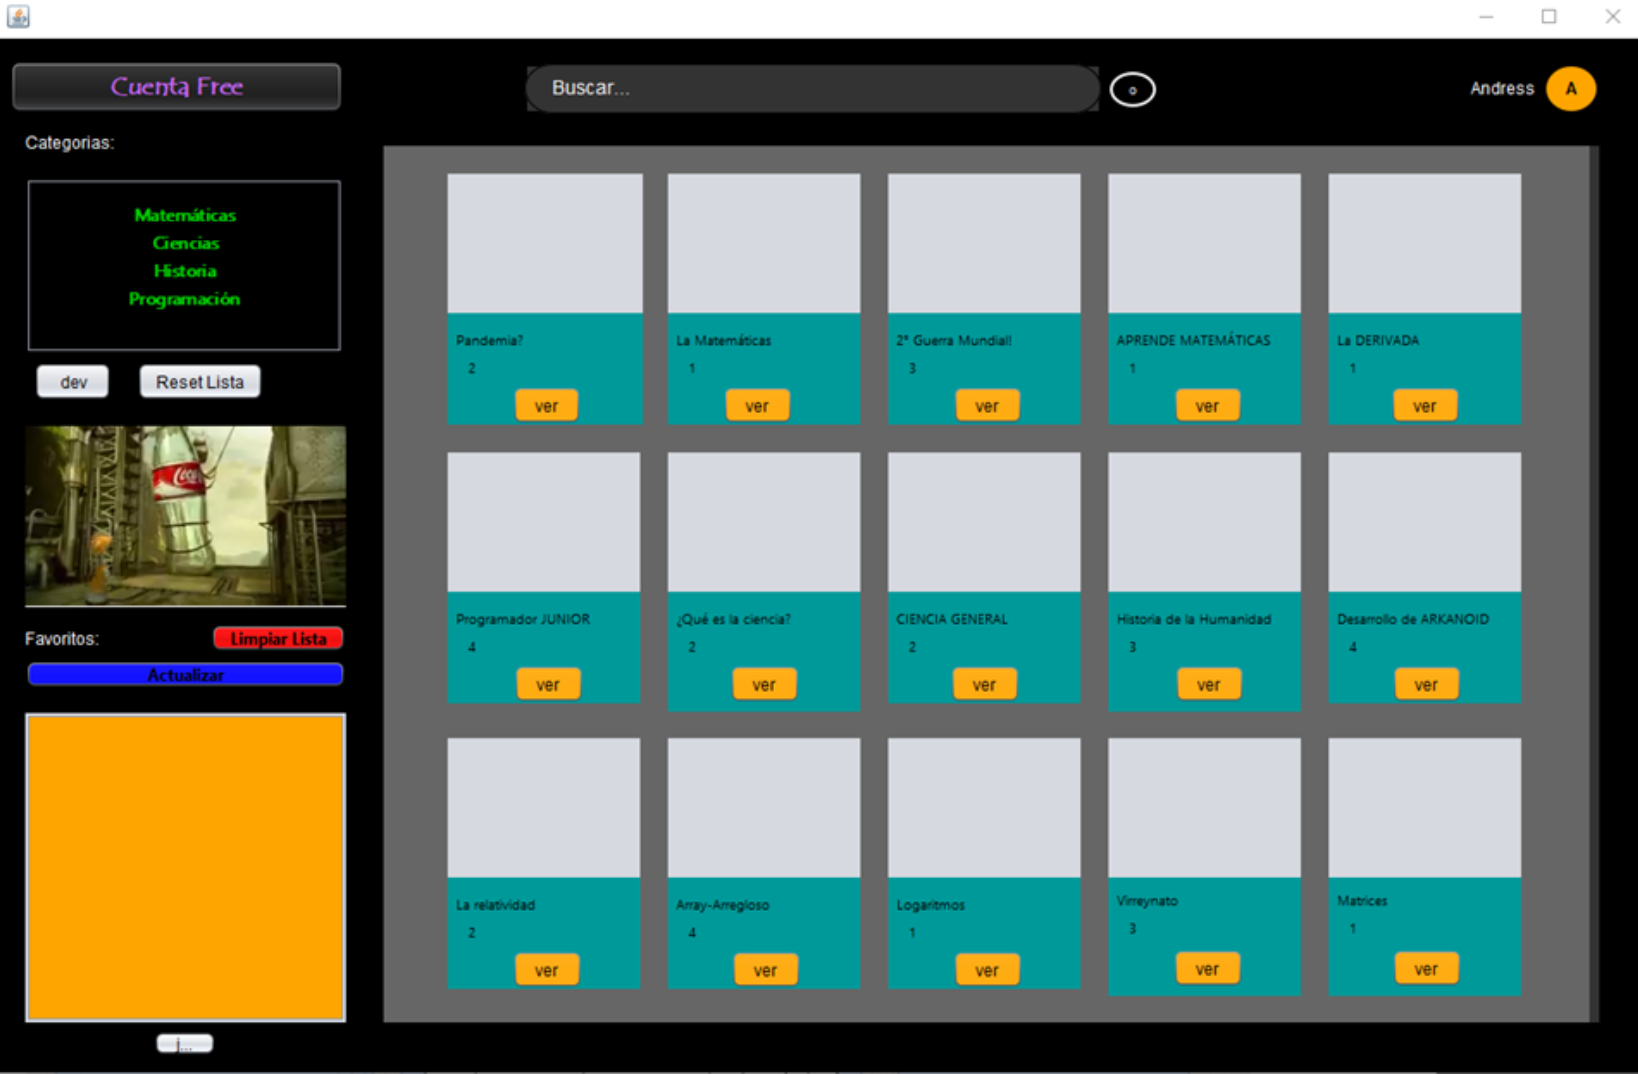 Cuenta Free
Buscar...
o
Andress
A
Categorias:
Matemáticas
Ciencias
Historia
Programación
dev
Reset Lista
Favoritos:
Limpiar Lista
Actualizar
j...
Pandemia?
2
ver
La Matemáticas
1
ver
2° Guerra Mundial!
3
ver
APRENDE MATEMÁTICAS
1
ver
La DERIVADA
1
ver
Programador JUNIOR
4
ver
¿Qué es la ciencia?
2
ver
CIENCIA GENERAL
2
ver
Historia de la Humanidad
3
ver
Desarrollo de ARKANOID
4
ver
La relatividad
2
ver
Array-Arregloso
4
ver
Logaritmos
1
ver
Virreynato
3
ver
Matrices
1
ver